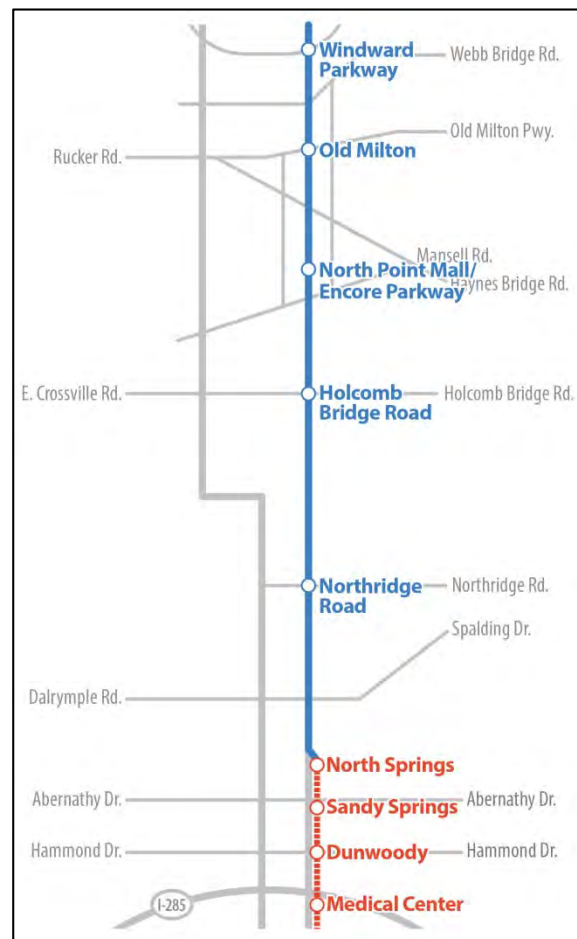 Windward
Parkway
Webb Bridge Rd.
Old Milton Pwy.
Rucker Rd.
Old Milton
Mansell Rd.
North Point Mall/
Encore Parkway
Haynes Bridge Rd.
E. Crossville Rd.
Holcomb
Bridge Road
Holcomb Bridge Rd.
Northridge
Road
Northridge Rd.
Spalding Dr.
Dalrymple Rd.
North Springs
Abernathy Dr.
Sandy Springs
Abernathy Dr.
Hammond Dr.
Dunwoody
Hammond Dr.
I-285
Medical Center